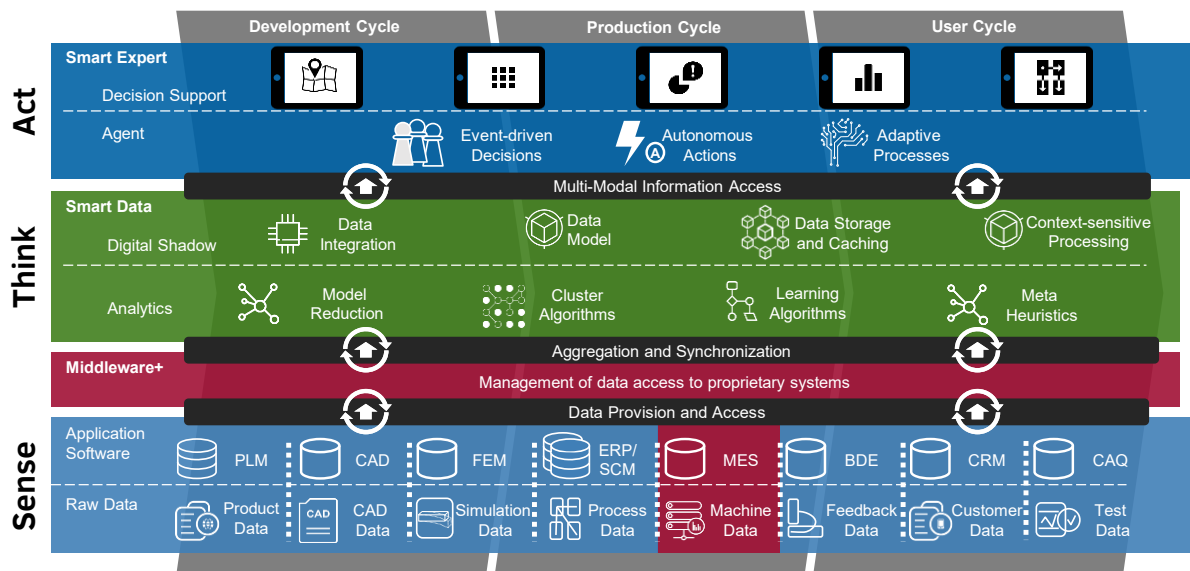 Development Cycle
Production Cycle
User Cycle
Act
Smart Expert
Decision Support
Agent
Event-driven
Decisions
A
Autonomous
Actions
Adaptive
Processes
Multi-Modal Information Access
Think
Smart Data
Digital Shadow
Data
Integration
Data
Model
Data Storage
and Caching
Context-sensitive
Processing
Analytics
Model
Reduction
Cluster
Algorithms
Learning
Algorithms
Meta
Heuristics
Aggregation and Synchronization
Middleware+
Management of data access to proprietary systems
Data Provision and Access
Sense
Application
Software
PLM
CAD
FEM
ERP/
SCM
MES
BDE
CRM
CAQ
Raw Data
Product
Data
CAD
CAD
Data
Simulation
Data
Process
Data
Machine
Data
Feedback
Data
Customer
Data
Test
Data